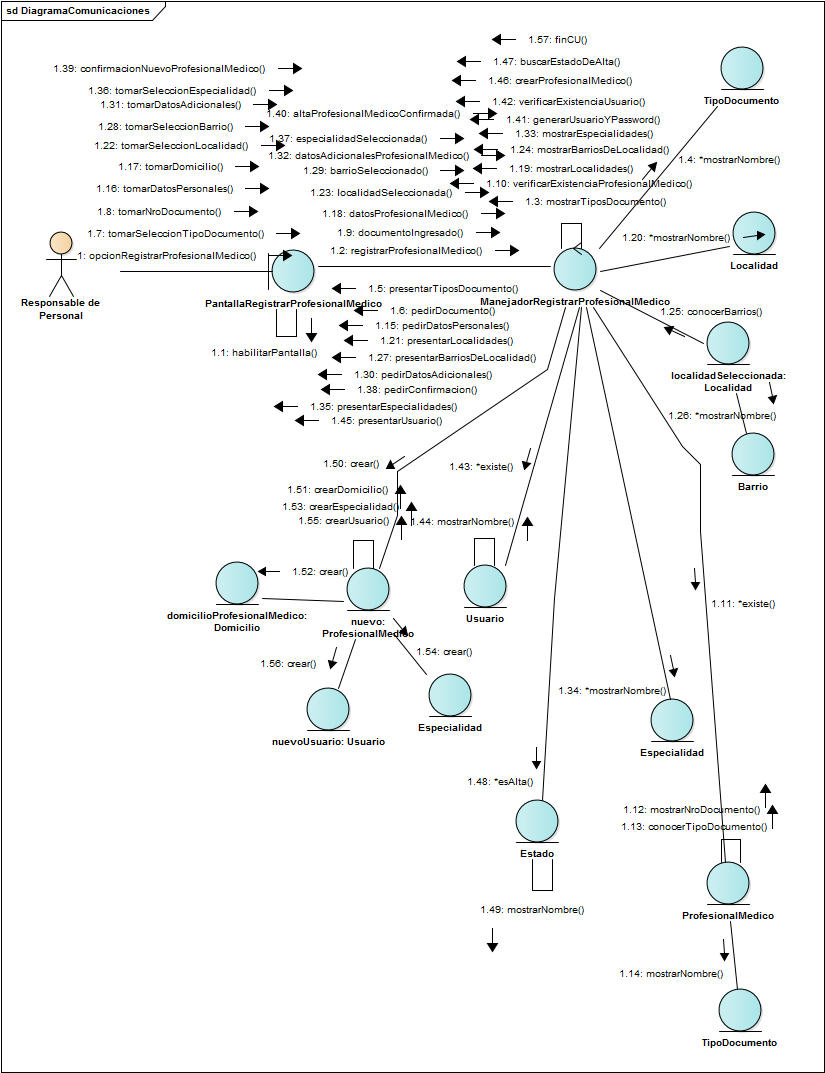 sd DiagramaComunicaciones
1.57: finCU()
1.39: confirmacionNuevoProfesionalMedico()
1.47: buscarEstadoDeAlta()
1.46: crearProfesionalMedico()
1.36: tomarSeleccionEspecialidad()
1.31: tomarDatosAdicionales()
1.42: verificarExistenciaUsuario()
TipoDocumento
1.40: altaProfesionalMedicoConfirmada()
1.41: generarUsuarioYPassword()
1.28: tomarSeleccionBarrio()
1.33: mostrarEspecialidades()
1.37: especialidadSeleccionada()
1.22: tomarSeleccionLocalidad()
1.24: mostrarBarriosDeLocalidad()
1.32: datosAdicionalesProfesionalMedico()
1.4: *mostrarNombre()
1.17: tomarDomicilio()
1.29: barrioSeleccionado()
1.19: mostrarLocalidades()
1.16: tomarDatosPersonales()
1.10: verificarExistenciaProfesionalMedico()
1.23: localidadSeleccionada()
1.3: mostrarTiposDocumento()
1.8: tomarNroDocumento()
1.18: datosProfesionalMedico()
1.7: tomarSeleccionTipoDocumento()
1.9: documentoIngresado()
1.20: *mostrarNombre()
1: opcionRegistrarProfesionalMedico()
1.2: registrarProfesionalMedico()
Localidad
Responsable de
Personal
PantallaRegistrarProfesionalMedico
ManejadorRegistrarProfesionalMedico
1.5: presentarTiposDocumento()
1.6: pedirDocumento()
1.25: conocerBarrios()
1.15: pedirDatosPersonales()
1.21: presentarLocalidades()
1.1: habilitarPantalla()
1.27: presentarBarriosDeLocalidad()
1.30: pedirDatosAdicionales()
localidadSeleccionada:
Localidad
1.38: pedirConfirmacion()
1.35: presentarEspecialidades()
1.45: presentarUsuario()
1.26: *mostrarNombre()
1.50: crear()
1.43: *existe()
Barrio
1.51: crearDomicilio()
1.53: crearEspecialidad()
1.55: crearUsuario()
1.44: mostrarNombre()
1.52: crear()
domicilioProfesionalMedico:
Domicilio
nuevo:
ProfesionalMedico
Usuario
1.11: *existe()
1.54: crear()
1.56: crear()
1.34: *mostrarNombre()
Especialidad
nuevoUsuario: Usuario
Especialidad
1.48: *esAlta()
1.12: mostrarNroDocumento()
1.13: conocerTipoDocumento()
Estado
1.49: mostrarNombre()
ProfesionalMedico
1.14: mostrarNombre()
TipoDocumento